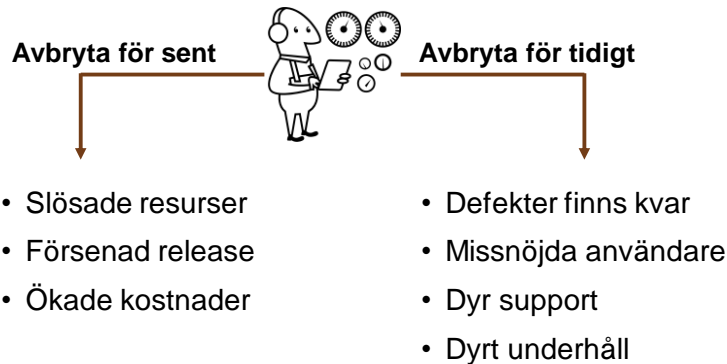 Avbryta för sent
Avbryta för tidigt
• Slösade resurser
• Försenad release
• Ökade kostnader
• Defekter finns kvar
• Missnöjda användare
• Dyr support
• Dyrt underhåll